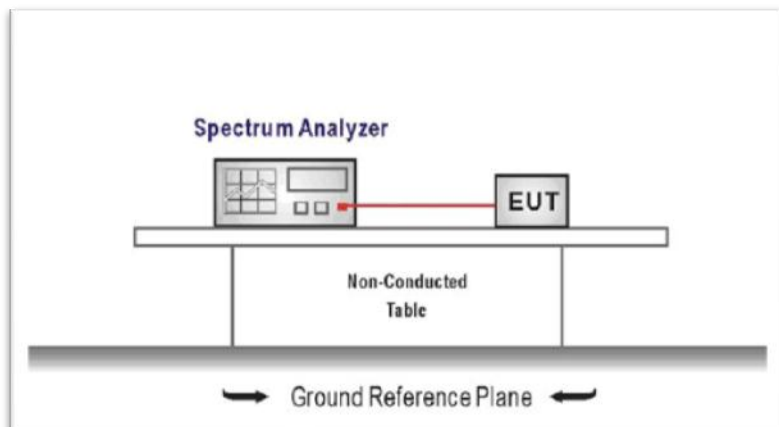 Spectrum Analyzer
EUT
Non-Conducted
Table
Ground Reference Plane